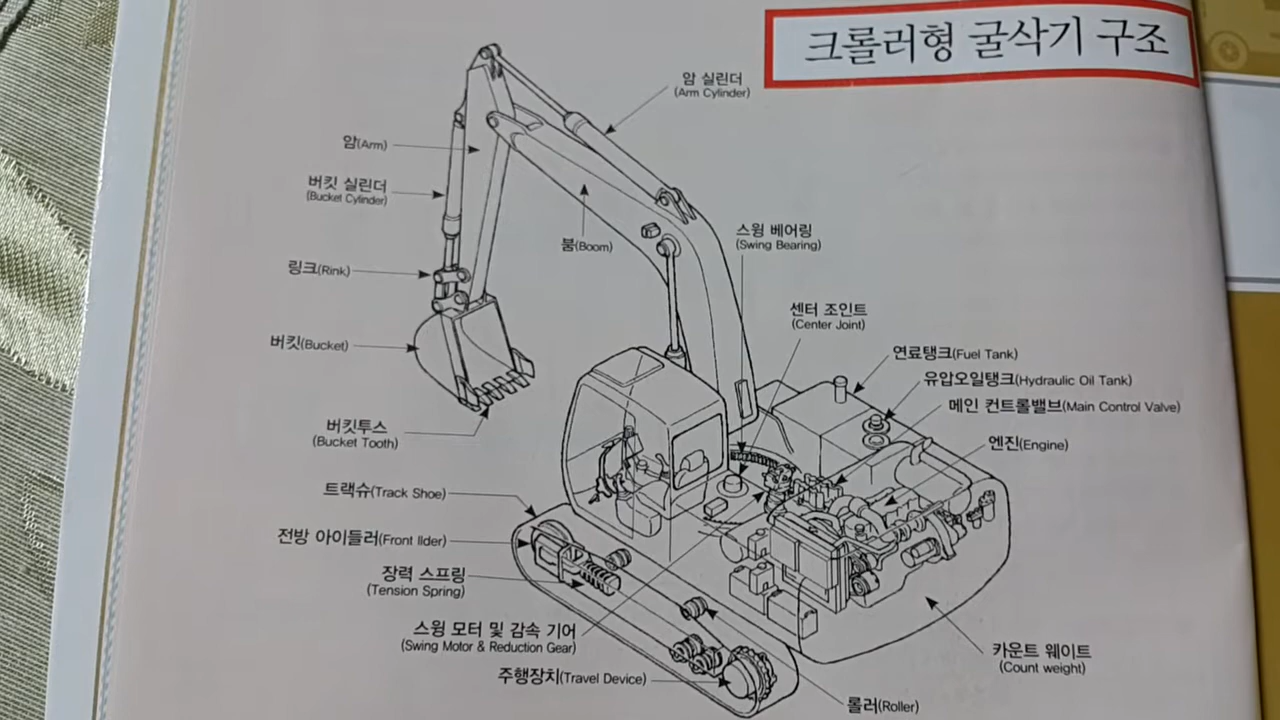 크롤러형 굴삭기 구조
암 실린더
(Arm Cylinder)
암(Arm)
버킷 실린더
(Bucket Cylinder)
붐(Boom)
스윙 베어링
(Swing Bearing)
링크(Rink)
센터 조인트
(Center Joint)
버킷(Bucket)
연료탱크(Fuel Tank)
유압오일탱크(Hydraulic Oil Tank)
메인 컨트롤밸브(Main Control Valve)
버킷투스
(Bucket Tooth)
엔진(Engine)
트랙슈(Track Shoe)
전방 아이들러(Front Ilder)
장력 스프링
(Tension Spring)
스윙 모터 및 감속 기어
(Swing Motor & Reduction Gear)
카운트 웨이트
(Count weight)
주행장치(Travel Device)
롤러(Roller)